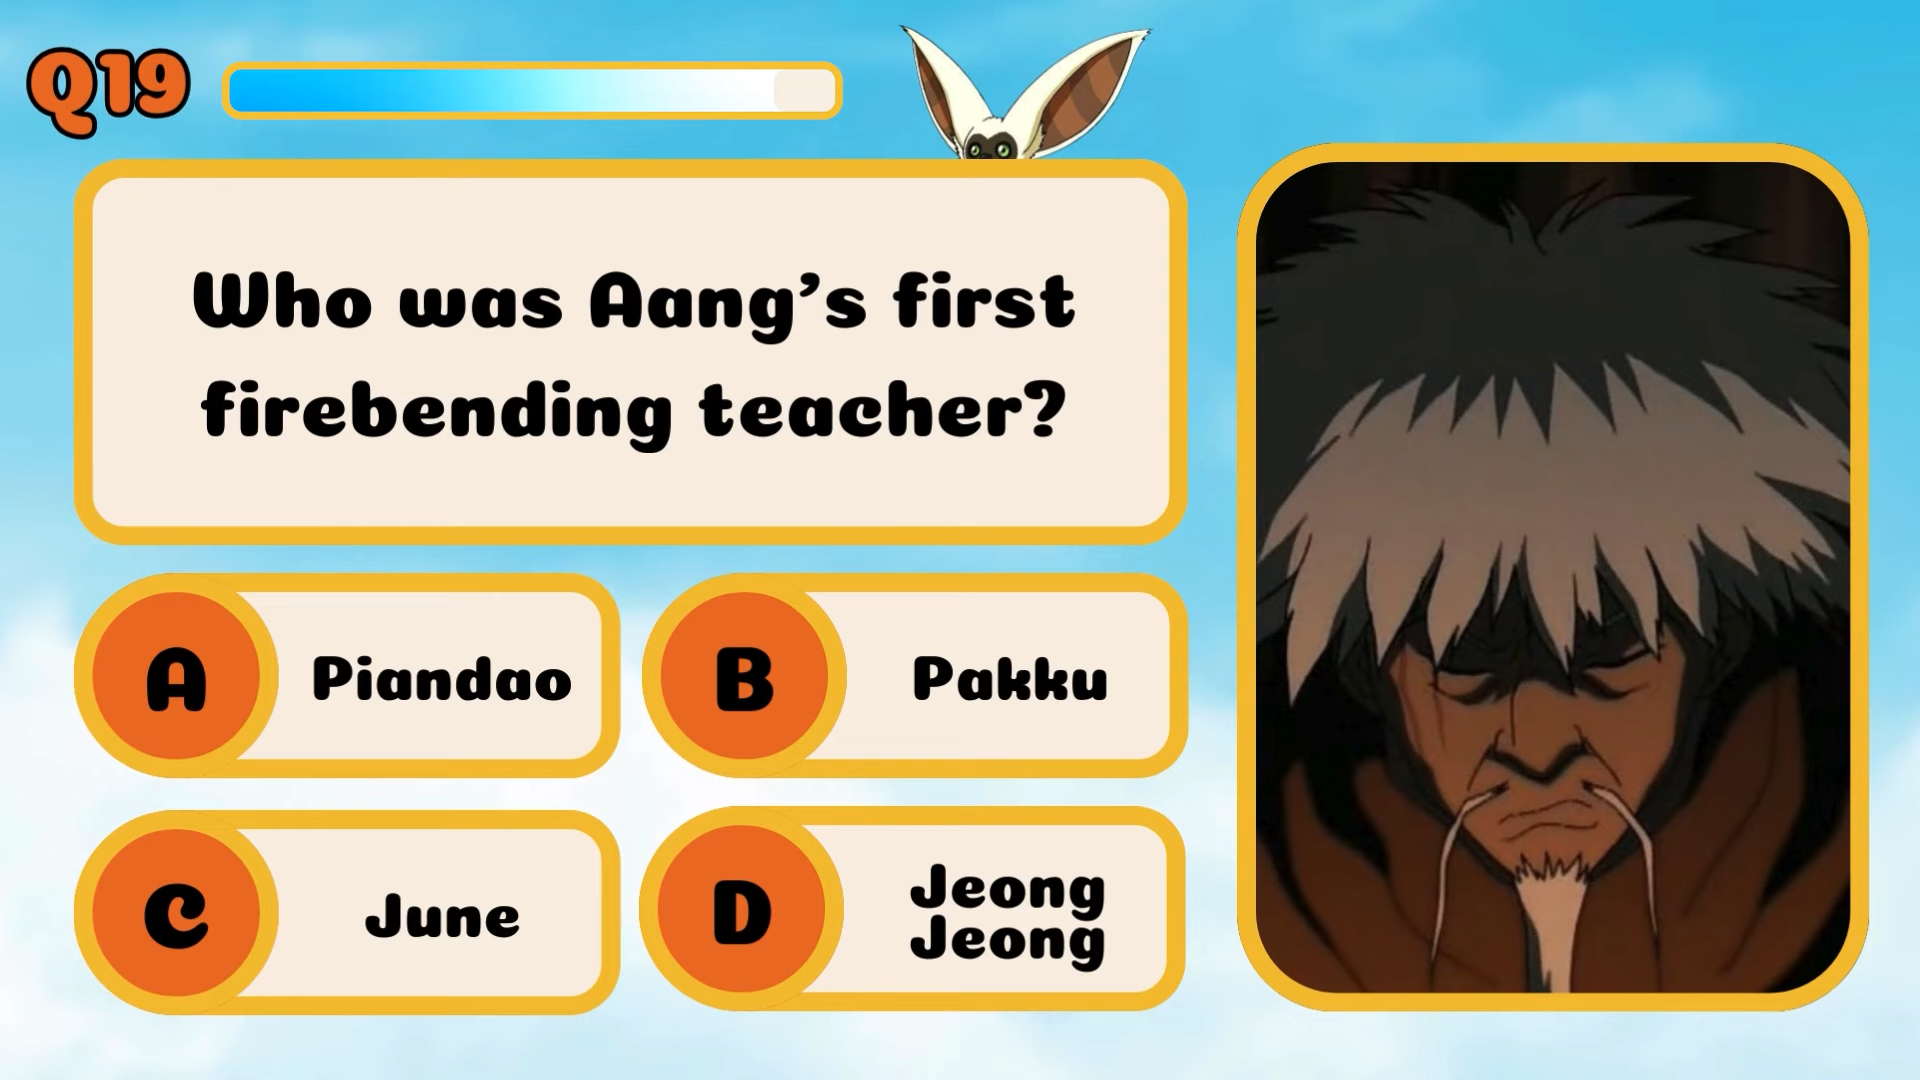 Q19
Who was Aang's first
firebending teacher?
A Piandao
B Pakku
C June
D Jeong
Jeong